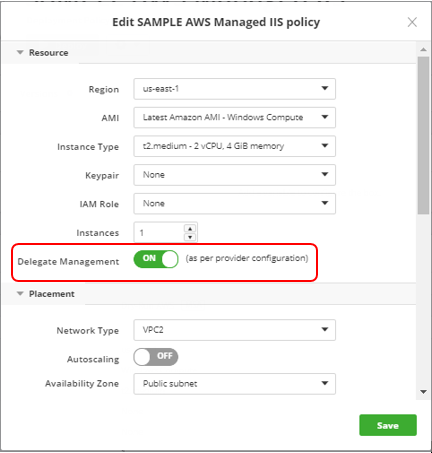 Edit SAMPLE AWS Managed IIS policy
Resource
Region us-east-1
AMI Latest Amazon AMI - Windows Compute
Instance Type t2.medium - 2 vCPU, 4 GiB memory
Keypair None
IAM Role None
Instances 1
Delegate Management ON (as per provider configuration)
Placement
Network Type VPC2
Autoscaling OFF
Availability Zone Public subnet
Save